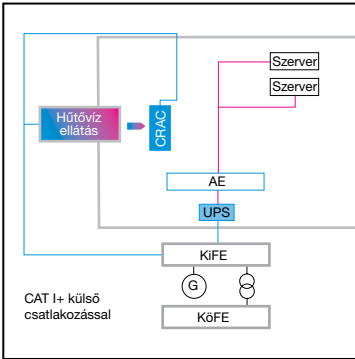 Szerver
Szerver
Hűtővíz
ellátás
CRAC
AE
UPS
KiFE
G
CAT I+ külső
csatlakozással
KöFE